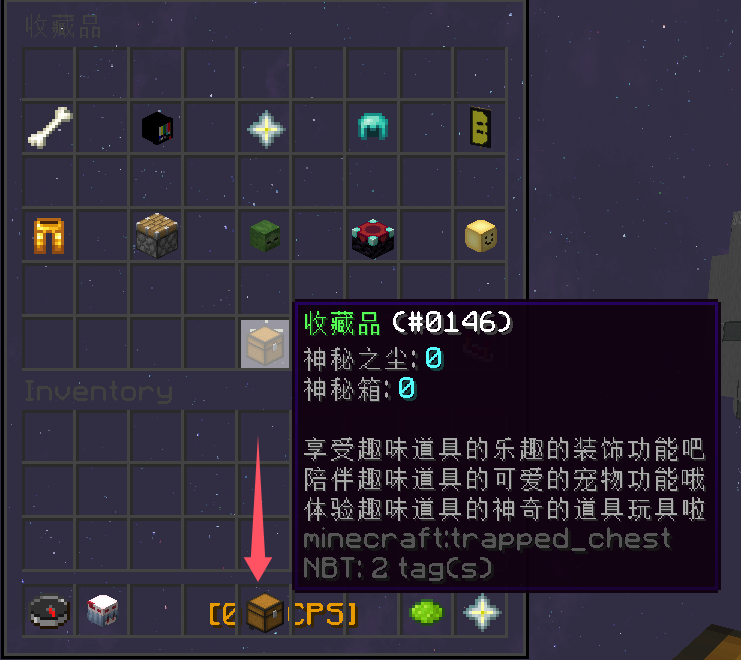 收藏品
收藏品 (#0146)
神秘之尘: 0
神秘箱: 0
享受趣味道具的乐趣的装饰功能吧
陪伴趣味道具的可爱的宠物功能哦
体验趣味道具的神奇的道具玩具啦
minecraft:trapped_chest
NBT: 2 tag(s)
Inventory
[0 CPS]